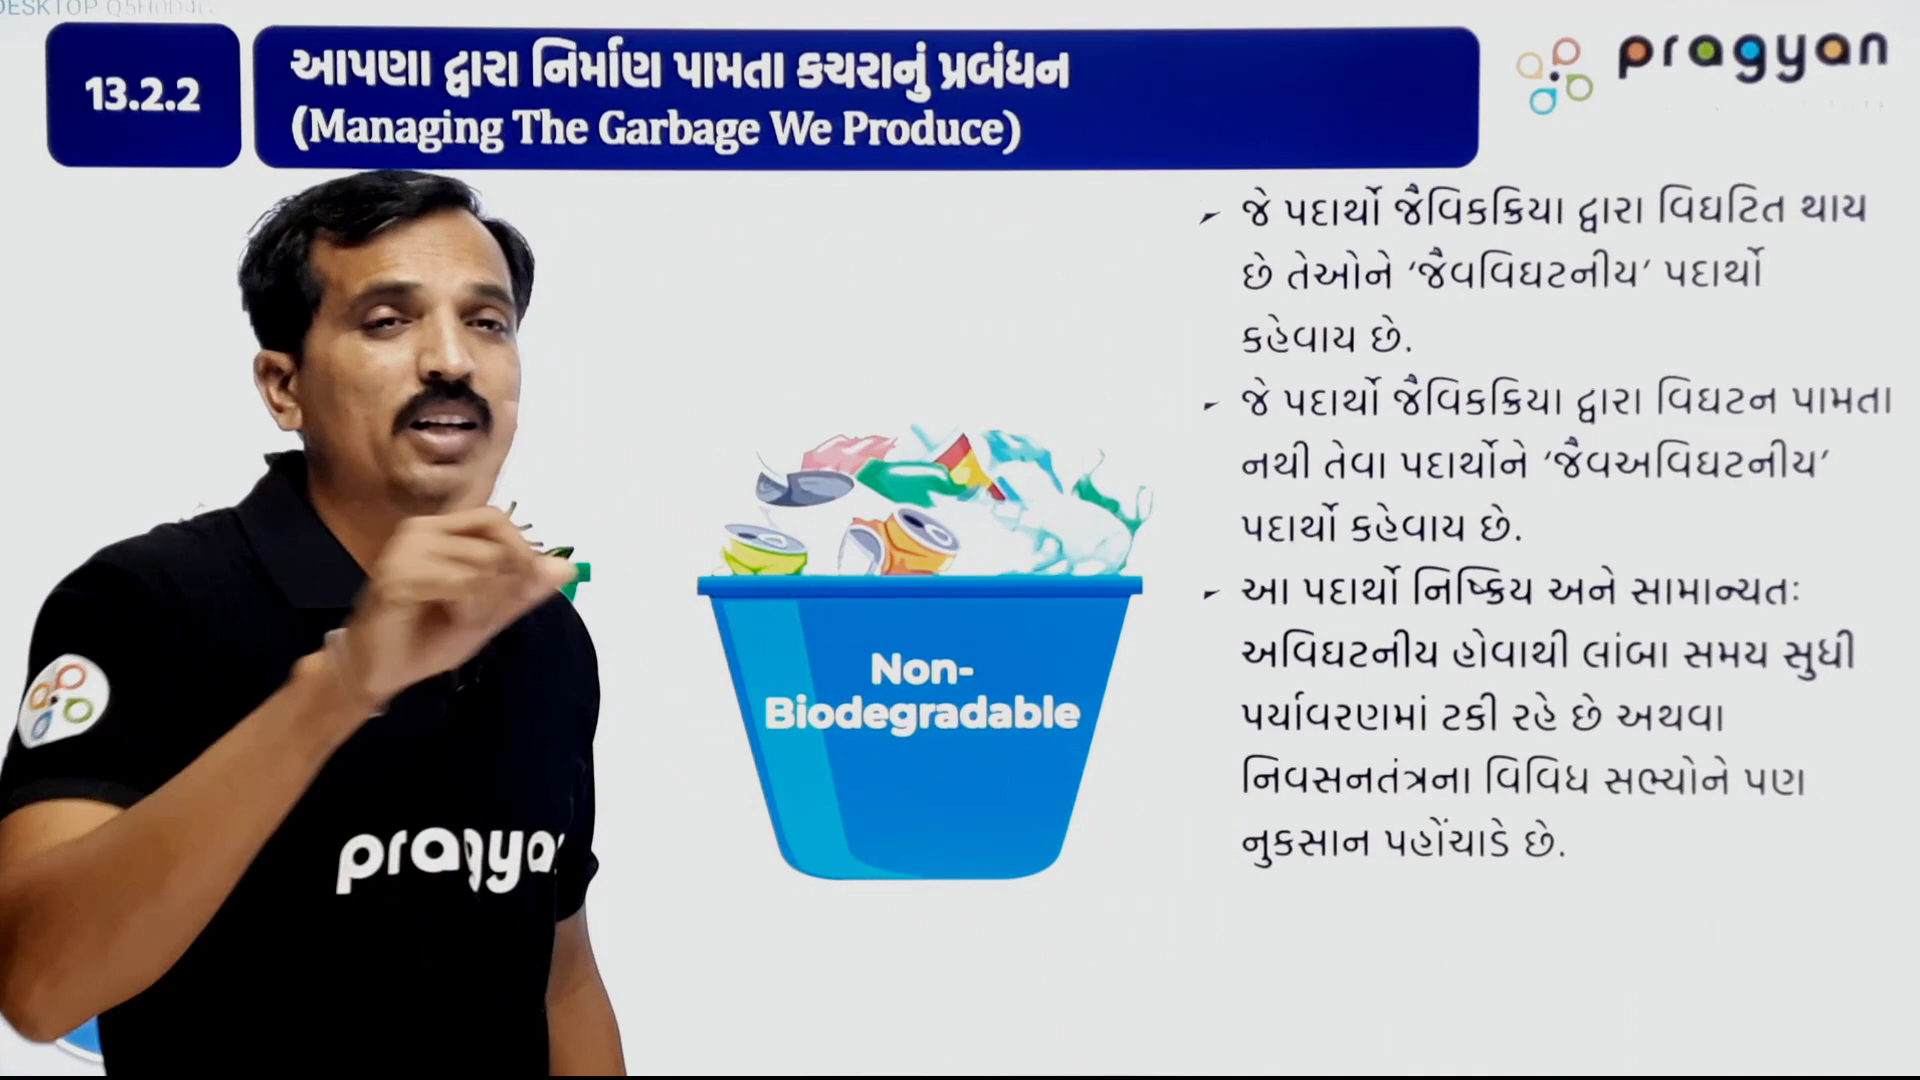 13.2.2
આપણા દ્વારા નિર્માણ પામતા કચરાનું પ્રબંધન
(Managing The Garbage We Produce)
pragyan
જે પદાર્થો જૈવિકક્રિયા દ્વારા વિઘટિત થાય
છે તેઓને ‘જૈવવિઘટનીય’ પદાર્થો
કહેવાય છે.
જે પદાર્થો જૈવિકક્રિયા દ્વારા વિઘટન પામતા
નથી તેવા પદાર્થોને ‘જૈવઅવિઘટનીય’
પદાર્થો કહેવાય છે.
આ પદાર્થો નિષ્ક્રિય અને સામાન્યતઃ
અવિઘટનીય હોવાથી લાંબા સમય સુધી
પર્યાવરણમાં ટકી રહે છે અથવા
નિવસનતંત્રના વિવિધ સભ્યોને પણ
નુકસાન પહોંચાડે છે.
Non-
Biodegradable
pragyan